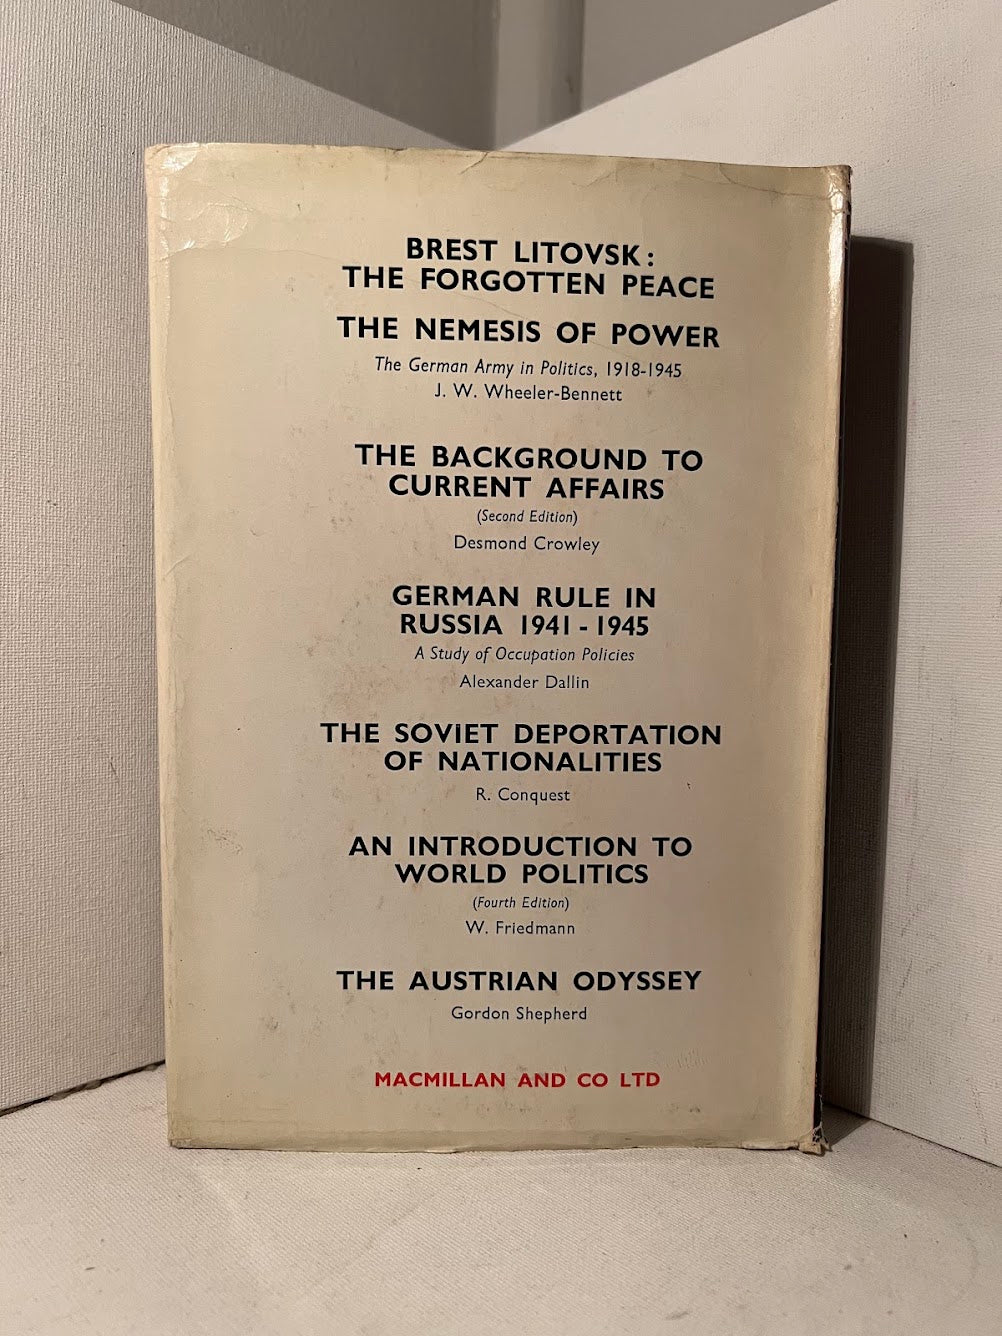 BREST LITOVSK:
THE FORGOTTEN PEACE
THE NEMESIS OF POWER
The German Army in Politics, 1918-1945
J. W. Wheeler-Bennett
THE BACKGROUND TO
CURRENT AFFAIRS
(Second Edition)
Desmond Crowley
GERMAN RULE IN
RUSSIA 1941-1945
A Study of Occupation Policies
Alexander Dallin
THE SOVIET DEPORTATION
OF NATIONALITIES
R. Conquest
AN INTRODUCTION TO
WORLD POLITICS
(Fourth Edition)
W. Friedmann
THE AUSTRIAN ODYSSEY
Gordon Shepherd
MACMILLAN AND CO LTD